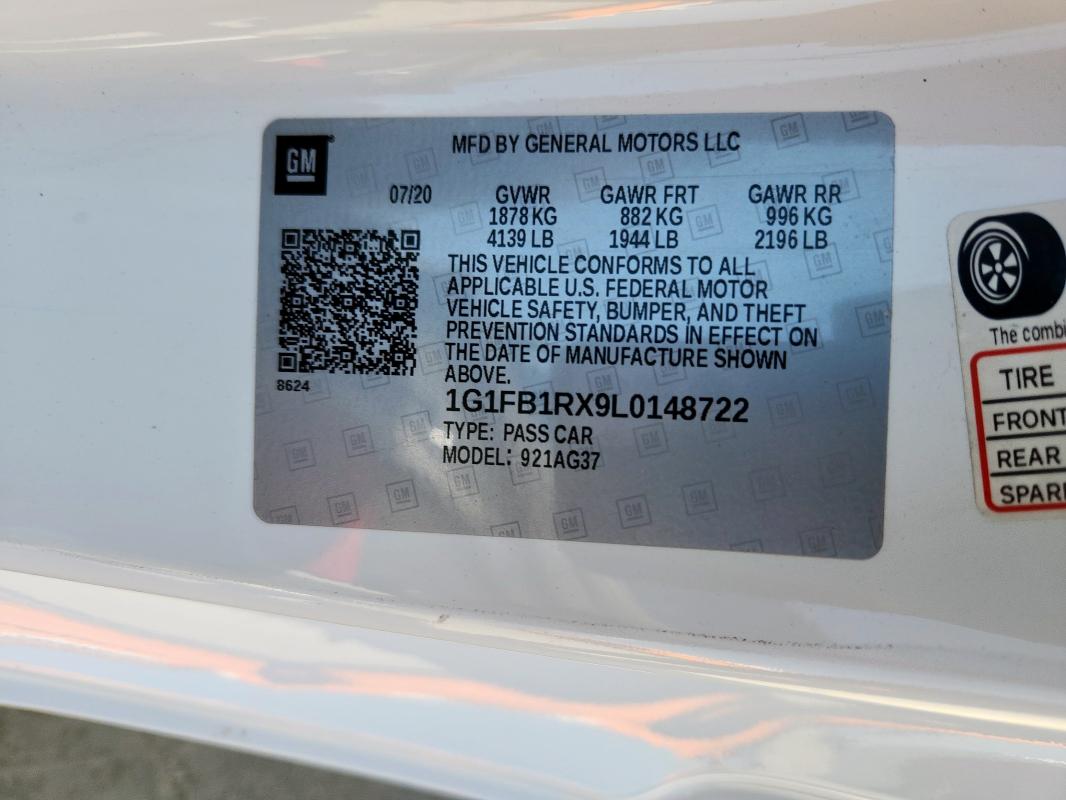 GM
MFD BY GENERAL MOTORS LLC
07/20 GVWR GAWR FRT GAWR RR
1878 KG 882 KG 996 KG
4139 LB 1944 LB 2196 LB
THIS VEHICLE CONFORMS TO ALL
APPLICABLE U.S. FEDERAL MOTOR
VEHICLE SAFETY, BUMPER, AND THEFT
PREVENTION STANDARDS IN EFFECT ON
THE DATE OF MANUFACTURE SHOWN
ABOVE.
8624
1G1FB1RX9L0148722
TYPE: PASS CAR
MODEL: 921AG37
The combi
TIRE
FRONT
REAR
SPAR